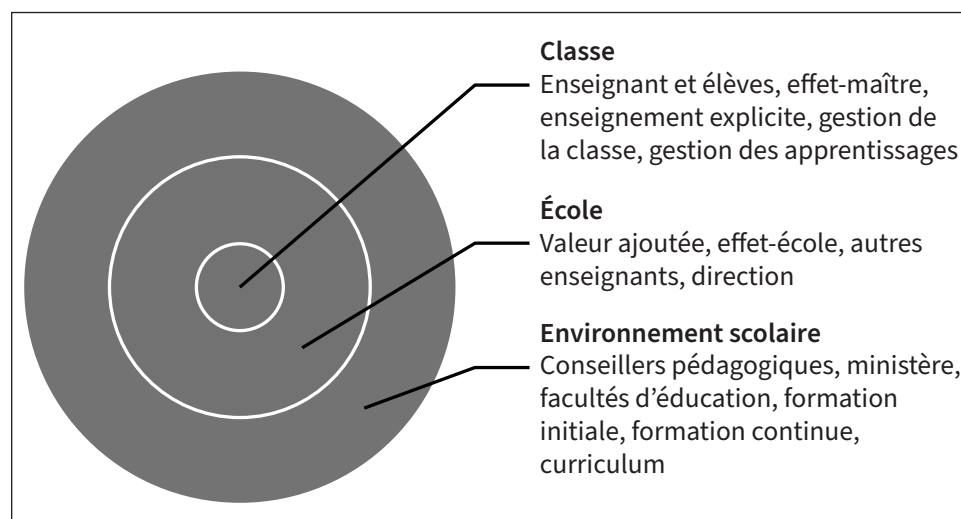 Classe
Enseignant et élèves, effet-maître,
enseignement explicite, gestion de
la classe, gestion des apprentissages
École
Valeur ajoutée, effet-école, autres
enseignants, direction
Environnement scolaire
Conseillers pédagogiques, ministère,
facultés d’éducation, formation
initiale, formation continue,
curriculum